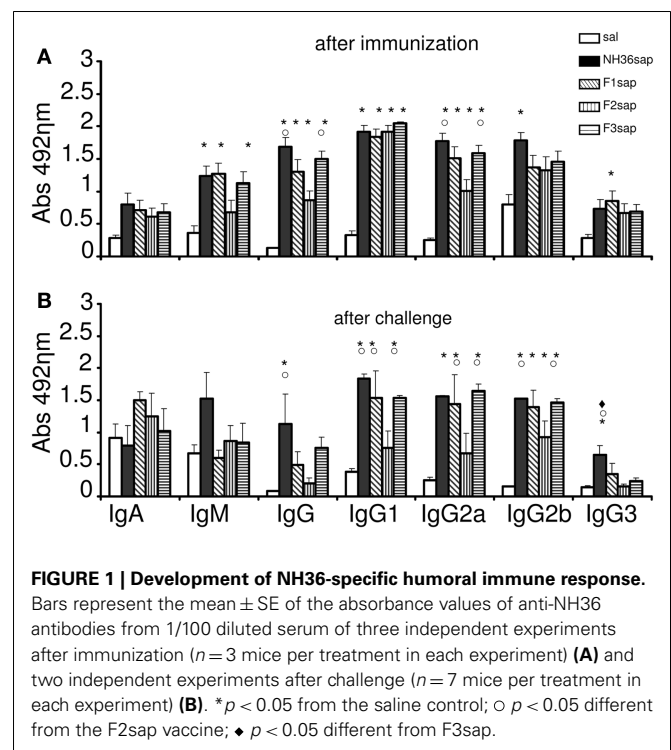 after immunization
sal
NH36sap
F1sap
F2sap
F3sap
A
Abs 492ηm
3
2.5
2
1.5
1
0.5
0
* * *
* * * *
○ ○
* * * *
* * * *
○ ○
*
*
B
after challenge
Abs 492ηm
3
2.5
2
1.5
1
0.5
0
*
○
* * *
○ ○ ○
* * *
○ ○
* * * *
○ ○
◆
○
*
IgA IgM IgG IgG1 IgG2a IgG2b IgG3
FIGURE 1 | Development of NH36-specific humoral immune response.
Bars represent the mean ± SE of the absorbance values of anti-NH36
antibodies from 1/100 diluted serum of three independent experiments
after immunization (n = 3 mice per treatment in each experiment) (A) and
two independent experiments after challenge (n = 7 mice per treatment in
each experiment) (B). *p < 0.05 from the saline control; ○ p < 0.05 different
from the F2sap vaccine; ◆ p < 0.05 different from F3sap.